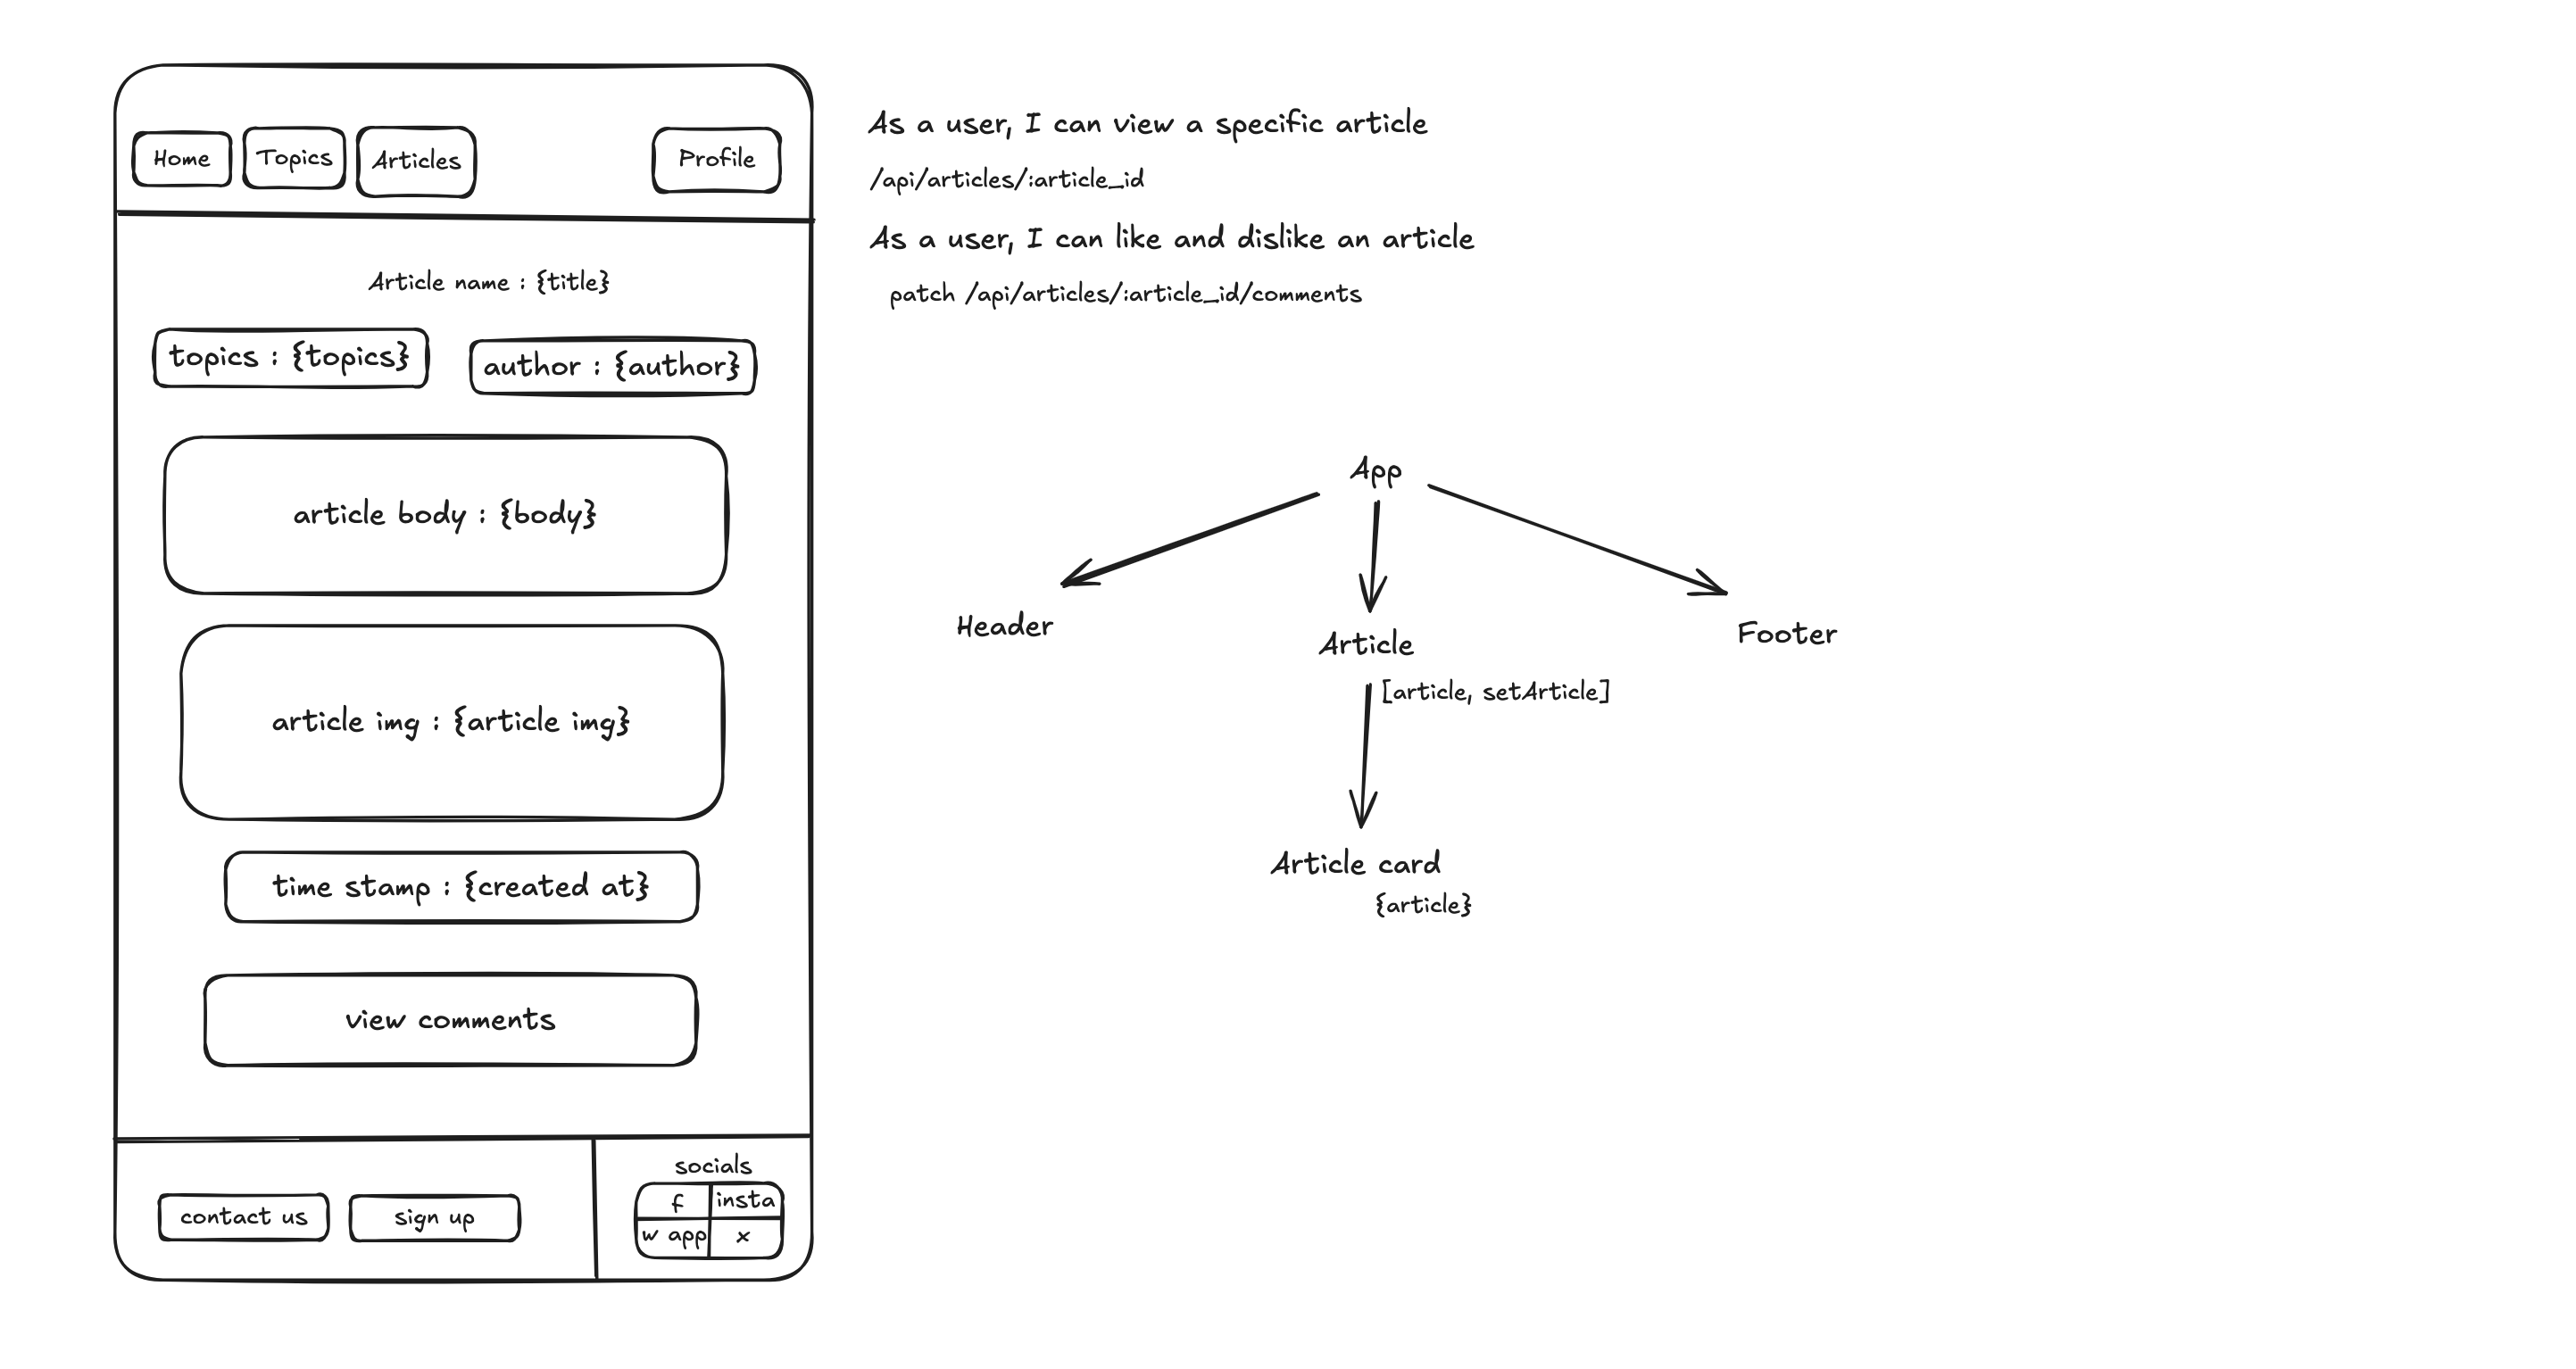 Home Topics Articles Profile
Article name : {title}
topics : {topics} author : {author}
article body : {body}
article img : {article img}
time stamp : {created at}
view comments
contact us sign up
socials
f insta
w app x
As a user, I can view a specific article
/api/articles/:article_id
As a user, I can like and dislike an article
patch /api/articles/:article_id/comments
App
Header Article Footer
[article, setArticle]
Article card
{article}